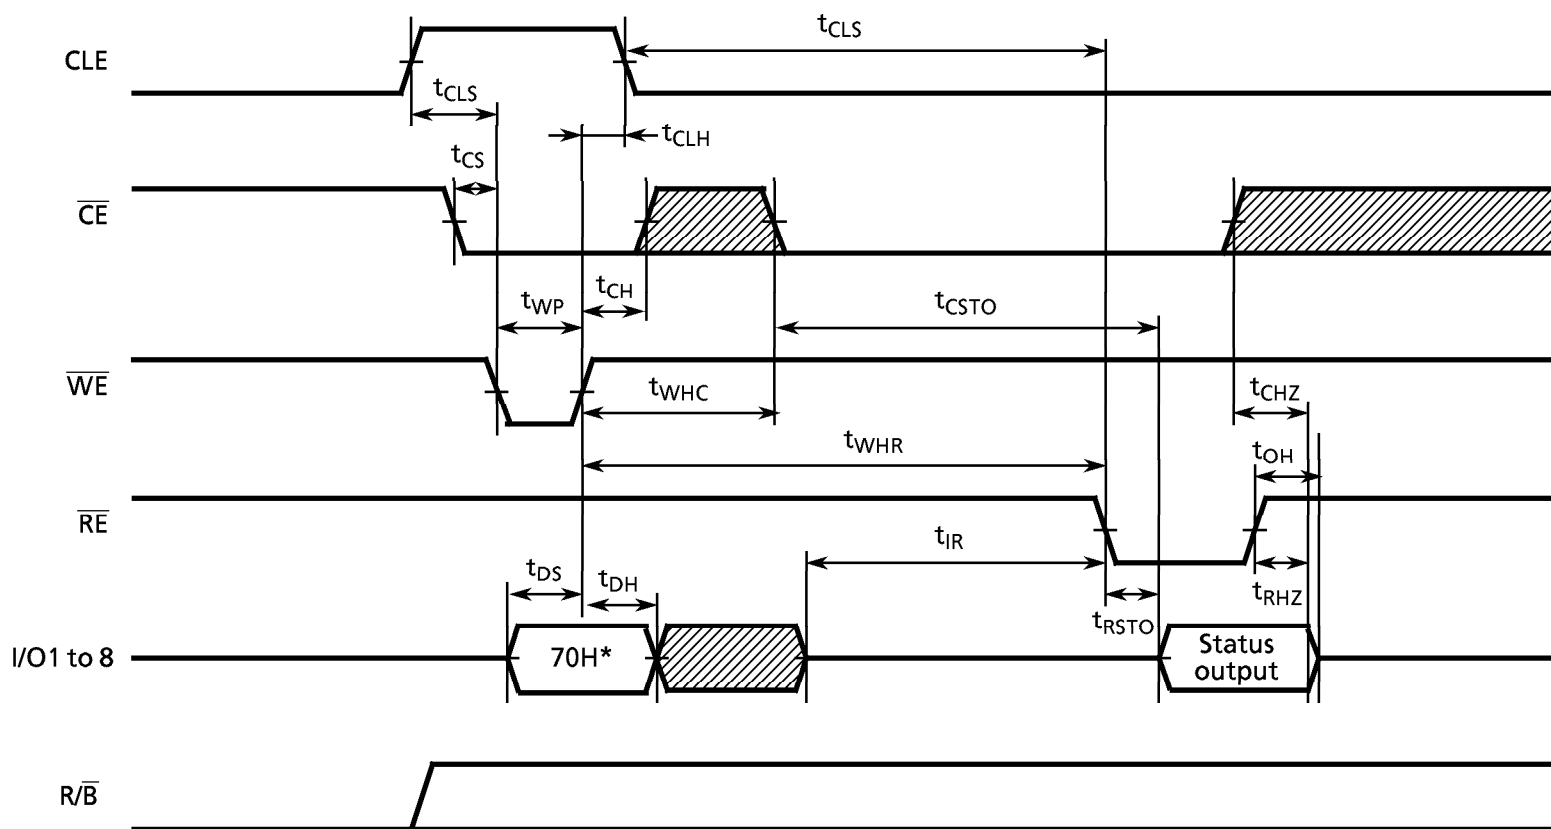 CLE
tCLS
tCLS
tCLH
tCS
CE
tCH
tWP
tCSTO
WE
tWHC
tCHZ
tWHR
tOH
RE
tIR
tDS
tDH
tRHZ
tRSTO
I/O1 to 8
70H*
Status
output
R/B